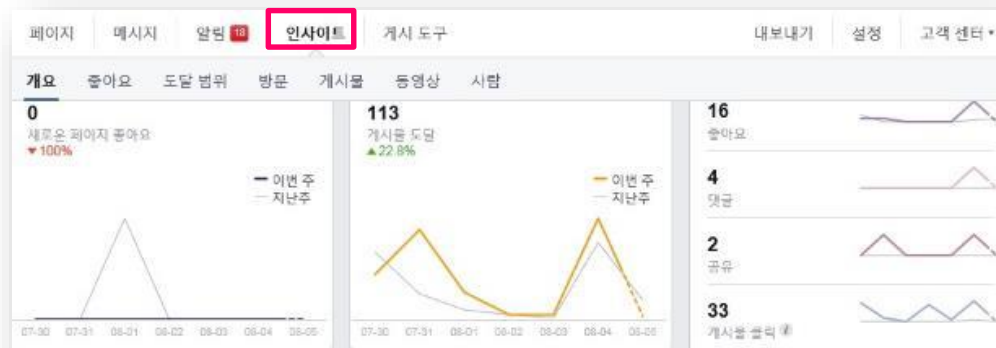 페이지 메시지 알림 18 인사이트 게시 도구 내보내기 설정 고객 센터
개요 좋아요 도달 범위 방문 게시물 동영상 사람
0
새로운 페이지 좋아요
▼100%
이번 주
지난주
07-30 07-31 08-01 08-02 08-03 08-04 08-05
113
게시물 도달
▲22.8%
이번 주
지난주
07-30 07-31 08-01 08-02 08-03 08-04 08-05
16
좋아요
4
댓글
2
공유
33
게시물 클릭